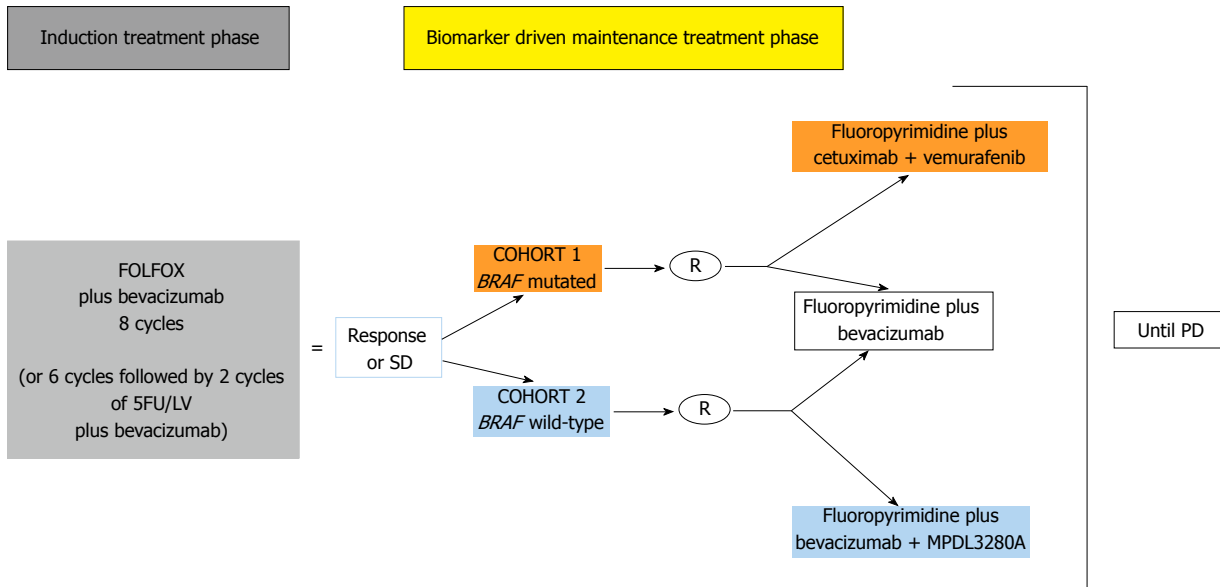 Induction treatment phase
Biomarker driven maintenance treatment phase
FOLFOX
plus bevacizumab
8 cycles
(or 6 cycles followed by 2 cycles
of 5FU/LV
plus bevacizumab)
=
Response
or SD
COHORT 1
BRAF mutated
R
Fluoropyrimidine plus
cetuximab + vemurafenib
Fluoropyrimidine plus
bevacizumab
COHORT 2
BRAF wild-type
R
Fluoropyrimidine plus
bevacizumab + MPDL3280A
Until PD